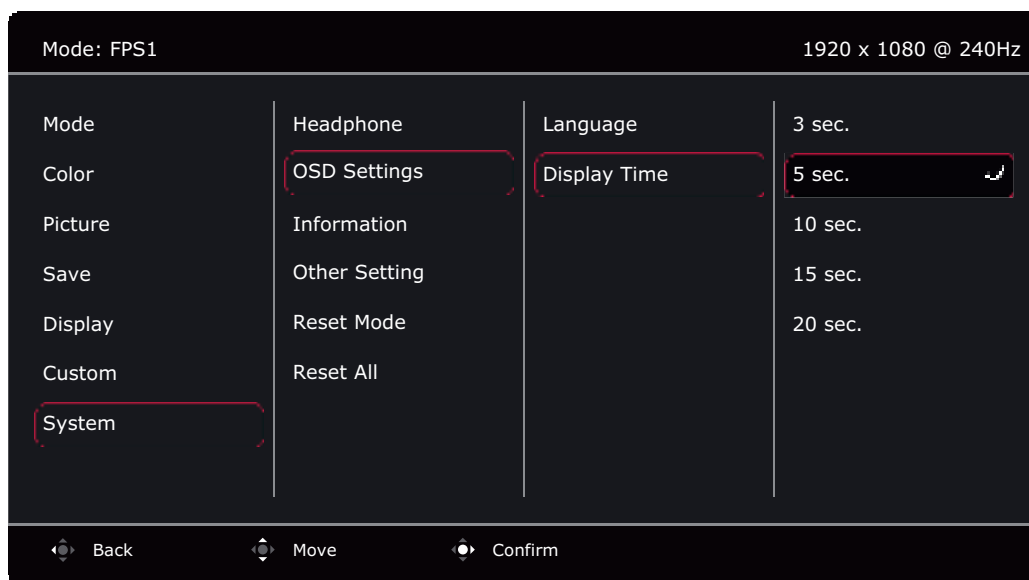 Mode: FPS1
1920 x 1080 @ 240Hz
Mode
Color
Picture
Save
Display
Custom
System
Headphone
OSD Settings
Information
Other Setting
Reset Mode
Reset All
Language
Display Time
3 sec.
5 sec.
10 sec.
15 sec.
20 sec.
Back
Move
Confirm